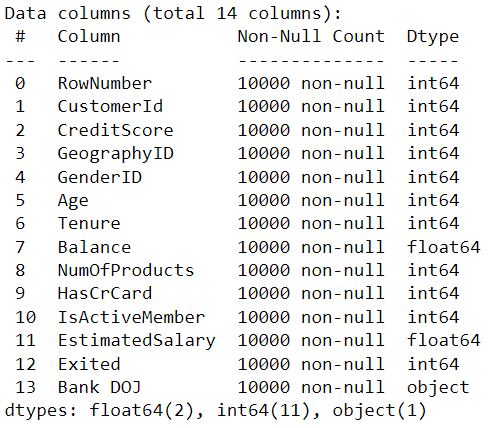 Data columns (total 14 columns):
 #   Column           Non-Null Count  Dtype
---  ------           --------------  -----
 0   RowNumber        10000 non-null  int64
 1   CustomerId       10000 non-null  int64
 2   CreditScore      10000 non-null  int64
 3   GeographyID      10000 non-null  int64
 4   GenderID         10000 non-null  int64
 5   Age              10000 non-null  int64
 6   Tenure           10000 non-null  int64
 7   Balance          10000 non-null  float64
 8   NumOfProducts    10000 non-null  int64
 9   HasCrCard        10000 non-null  int64
 10  IsActiveMember   10000 non-null  int64
 11  EstimatedSalary  10000 non-null  float64
 12  Exited           10000 non-null  int64
 13  Bank DOJ         10000 non-null  object
dtypes: float64(2), int64(11), object(1)